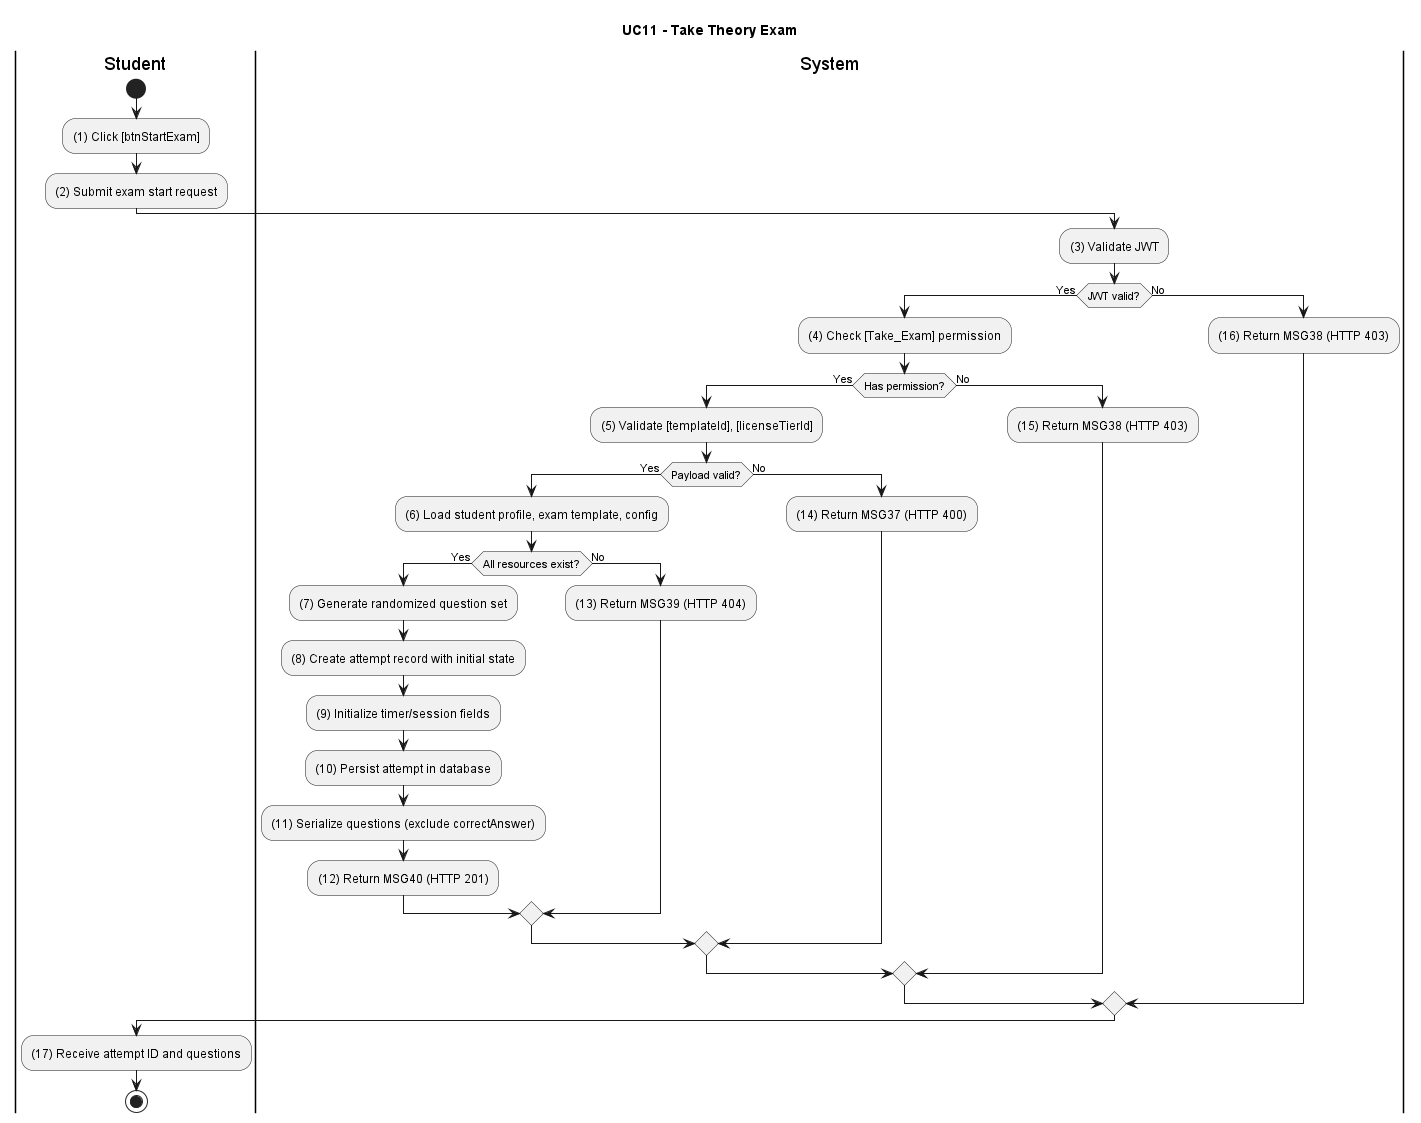 UC11 - Take Theory Exam
Student
System
(1) Click [btnStartExam]
(2) Submit exam start request
(3) Validate JWT
Yes
JWT valid?
No
(4) Check [Take_Exam] permission
(16) Return MSG38 (HTTP 403)
Yes
Has permission?
No
(5) Validate [templateId], [licenseTierId]
(15) Return MSG38 (HTTP 403)
Yes
Payload valid?
No
(6) Load student profile, exam template, config
(14) Return MSG37 (HTTP 400)
Yes
All resources exist?
No
(7) Generate randomized question set
(13) Return MSG39 (HTTP 404)
(8) Create attempt record with initial state
(9) Initialize timer/session fields
(10) Persist attempt in database
(11) Serialize questions (exclude correctAnswer)
(12) Return MSG40 (HTTP 201)
(17) Receive attempt ID and questions